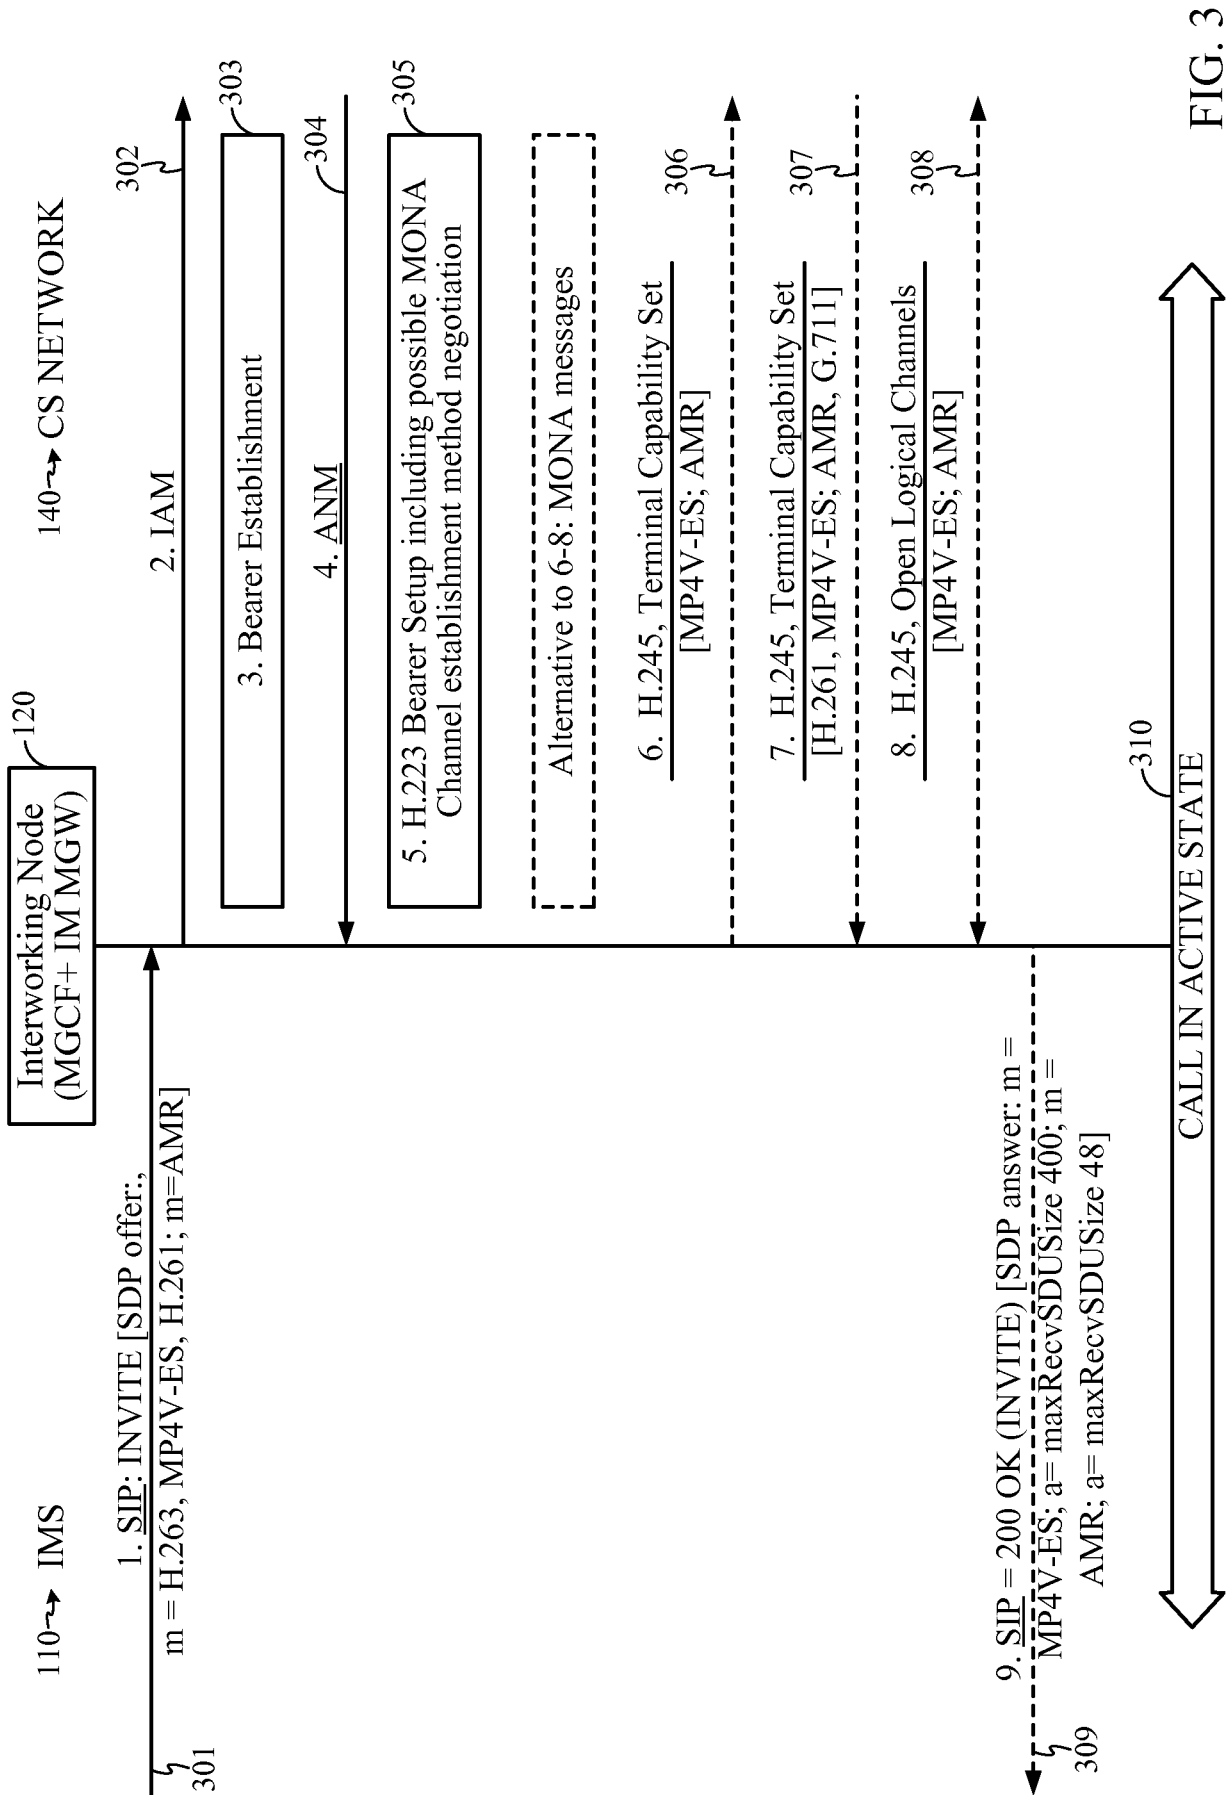 110 IMS
Interworking Node
(MGCF+ IM MGW)
120
140 CS NETWORK
1. SIP: INVITE [SDP offer:,
m = H.263, MP4V-ES, H.261; m=AMR]
301
2. IAM
302
3. Bearer Establishment
303
4. ANM
304
5. H.223 Bearer Setup including possible MONA
Channel establishment method negotiation
305
Alternative to 6-8: MONA messages
6. H.245, Terminal Capability Set
[MP4V-ES; AMR]
306
7. H.245, Terminal Capability Set
[H.261, MP4V-ES; AMR, G.711]
307
8. H.245, Open Logical Channels
[MP4V-ES; AMR]
308
9. SIP = 200 OK (INVITE) [SDP answer: m =
MP4V-ES; a= maxRecvSDUSize 400; m =
AMR; a= maxRecvSDUSize 48]
309
CALL IN ACTIVE STATE
310
FIG. 3